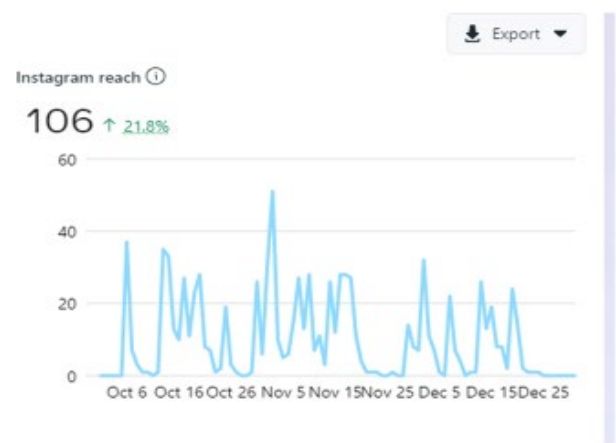 Export
Instagram reach
106 ↑ 21.8%
60
40
20
0
Oct 6 Oct 16 Oct 26 Nov 5 Nov 15 Nov 25 Dec 5 Dec 15 Dec 25